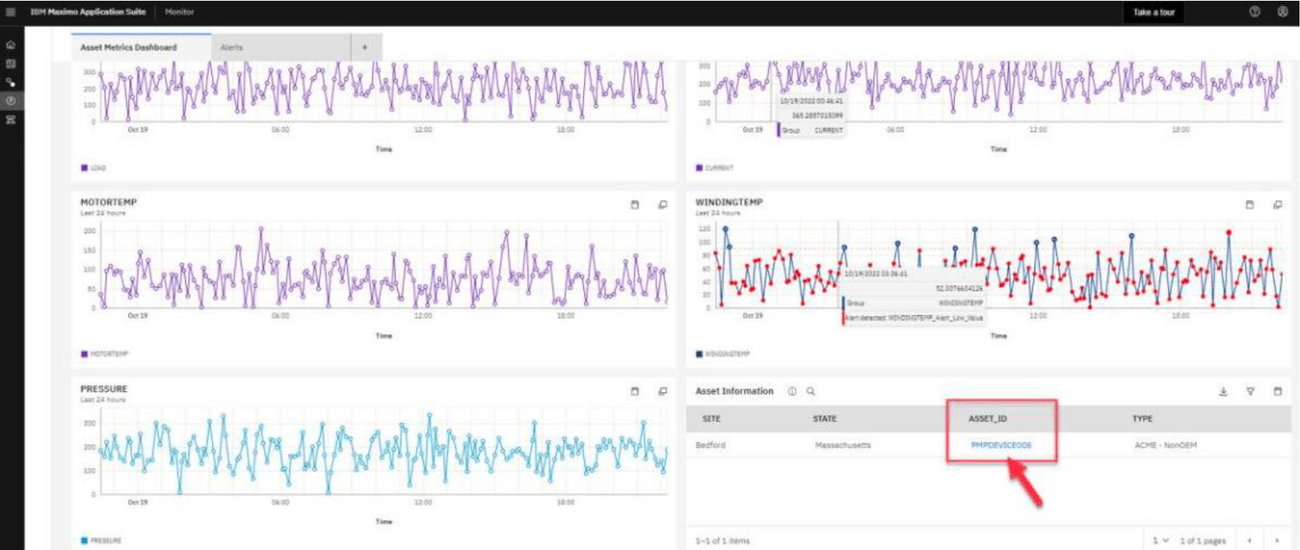 IBM Maximo Application Suite Monitor Take a tour
Asset Metrics Dashboard Alerts +
300
200
100
0
Oct 19 06:00 12:00 18:00
Time
LOAD
300
200
100
0
10/19/2022 03:46:41
363.2857015099
Group CURRENT
Oct 19 06:00 12:00 18:00
Time
CURRENT
MOTORTEMP
Last 24 hours
200
150
100
50
0
Oct 19 06:00 12:00 18:00
Time
MOTORTEMP
WINDINGTEMP
Last 24 hours
120
100
80
60
40
20
0
10/19/2022 03:36:41
Group WINDINGTEMP
Alert detected: WINDINGTEMP_Alert_Low_Value
Oct 19 12:00 18:00
Time
WINDINGTEMP
PRESSURE
Last 24 hours
300
200
100
0
Oct 19 06:00 12:00 18:00
Time
PRESSURE
Asset Information
SITE STATE ASSET_ID TYPE
Bedford Massachusetts PMPDEVICE006 ACME - NonOEM
1–1 of 1 items 1 1 of 1 pages